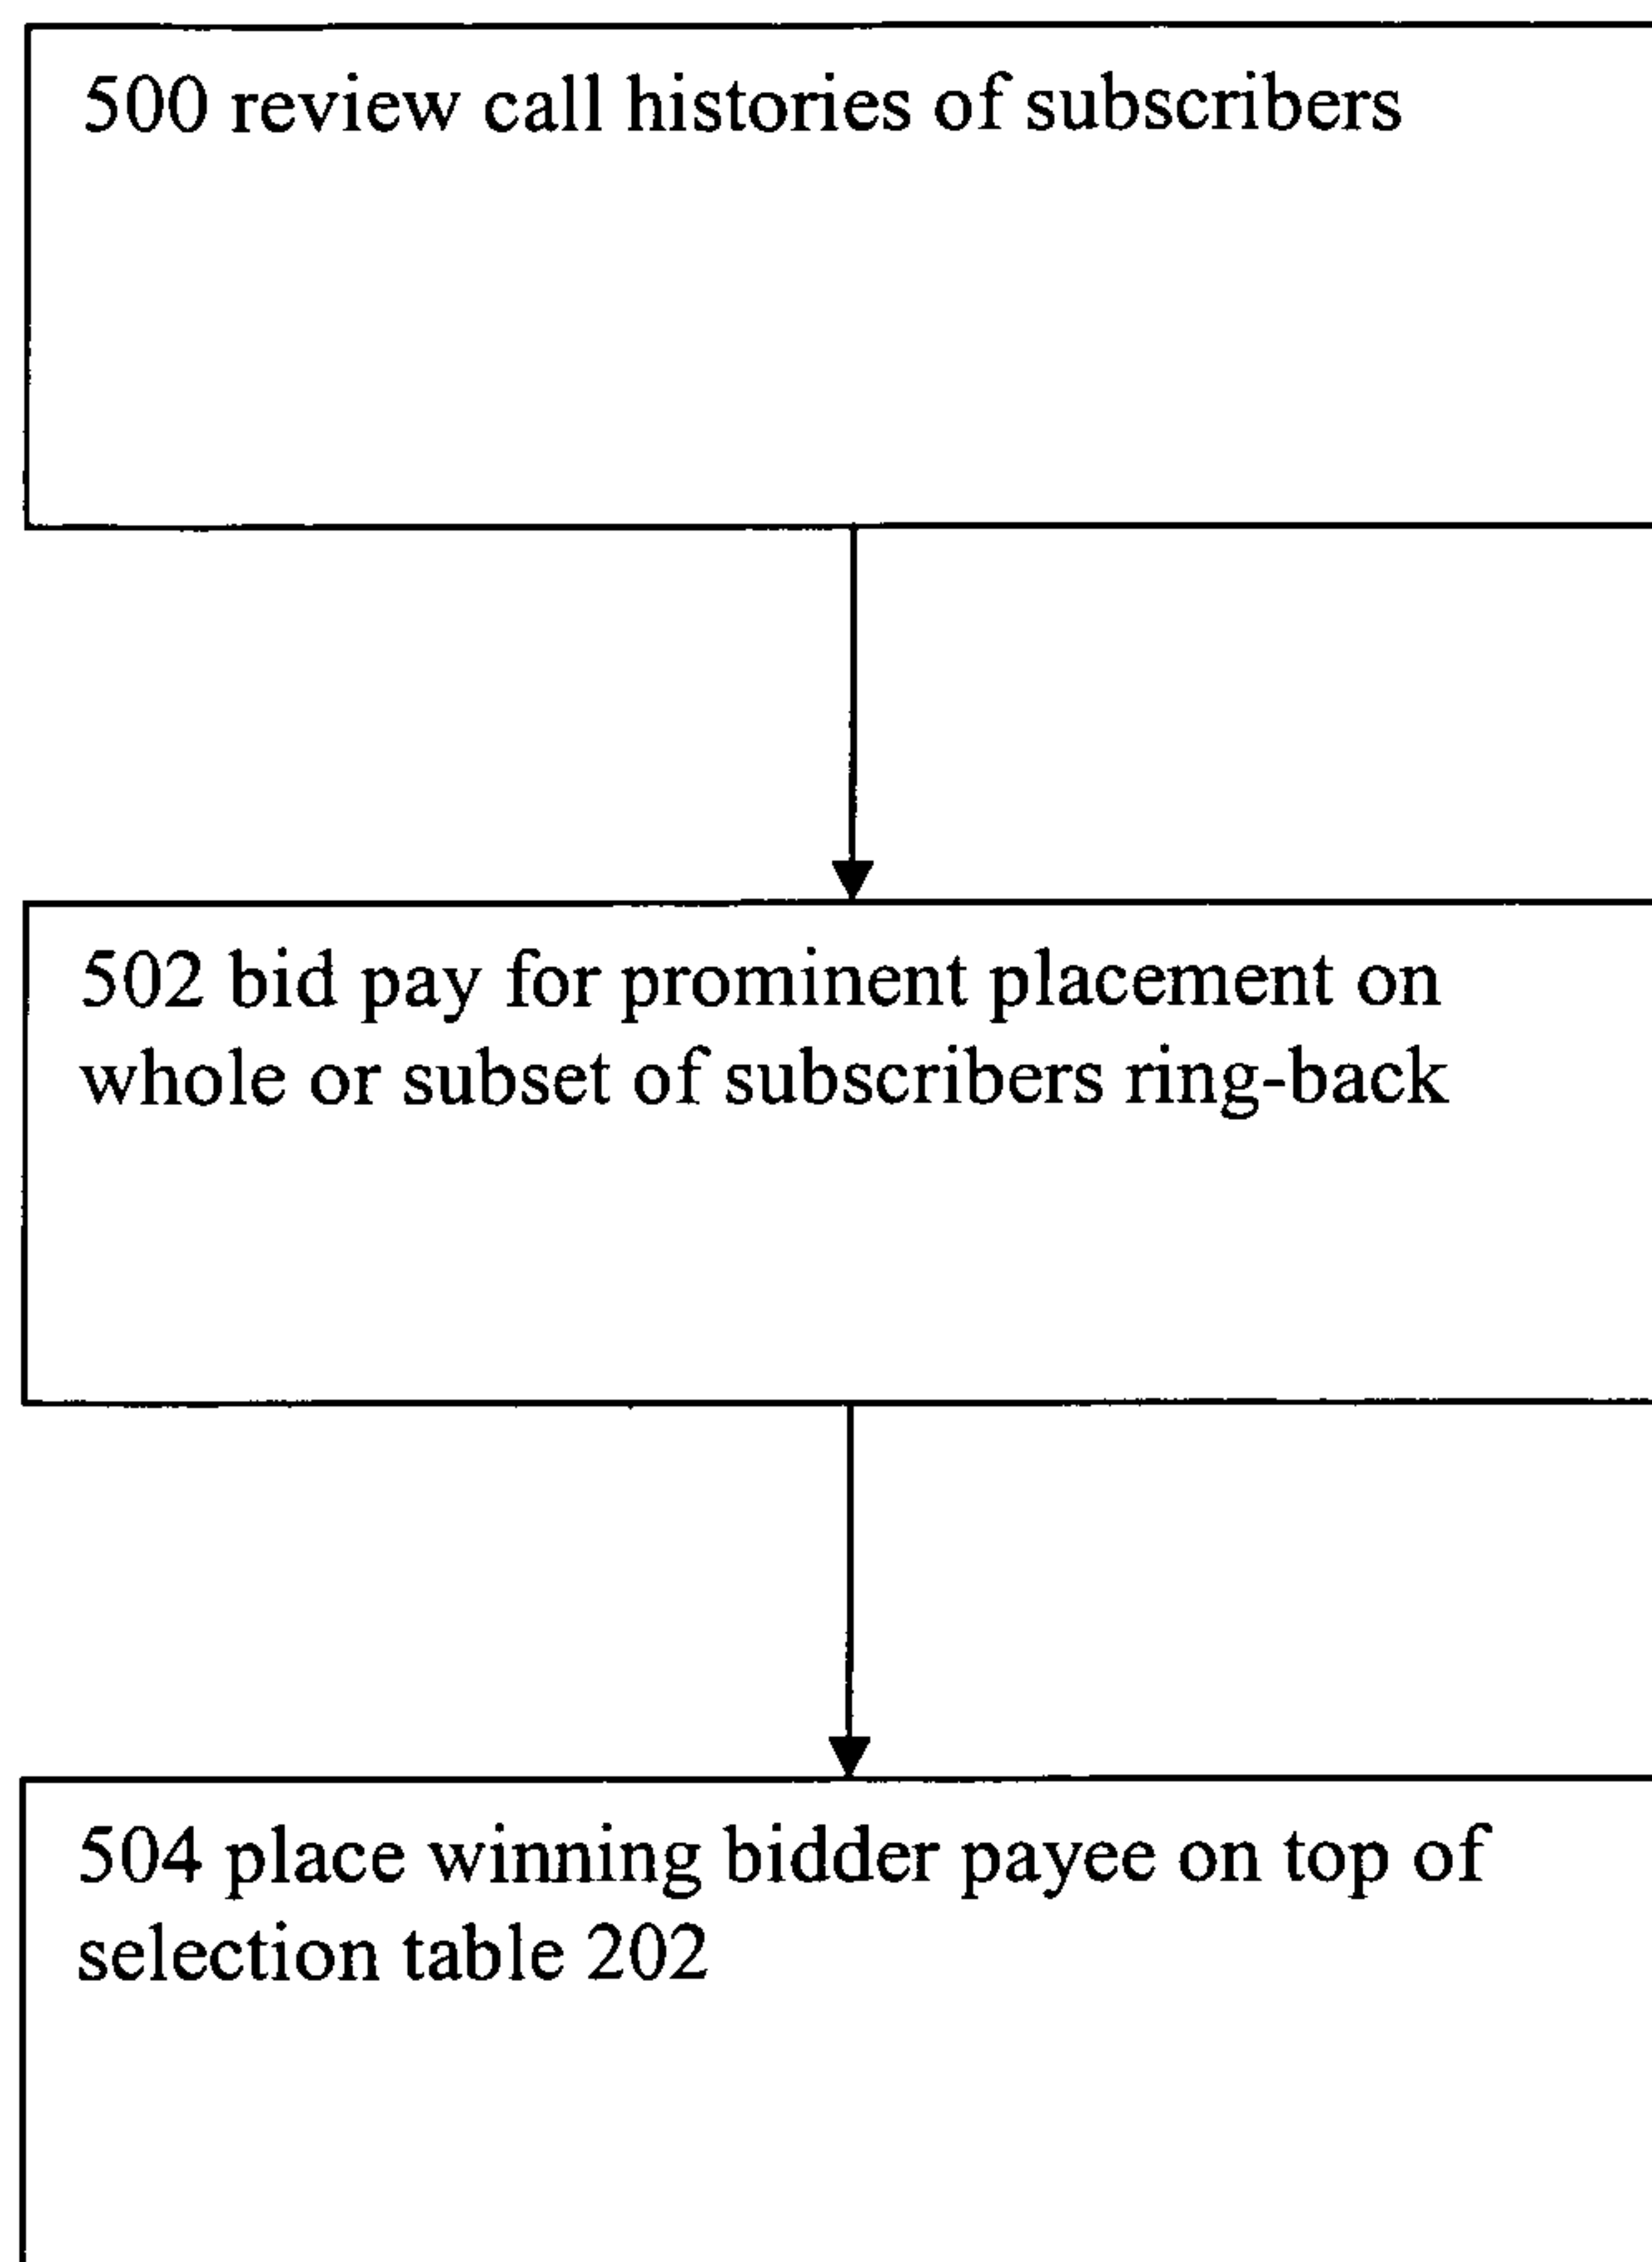 500 review call histories of subscribers
502 bid pay for prominent placement on
whole or subset of subscribers ring-back
504 place winning bidder payee on top of
selection table 202